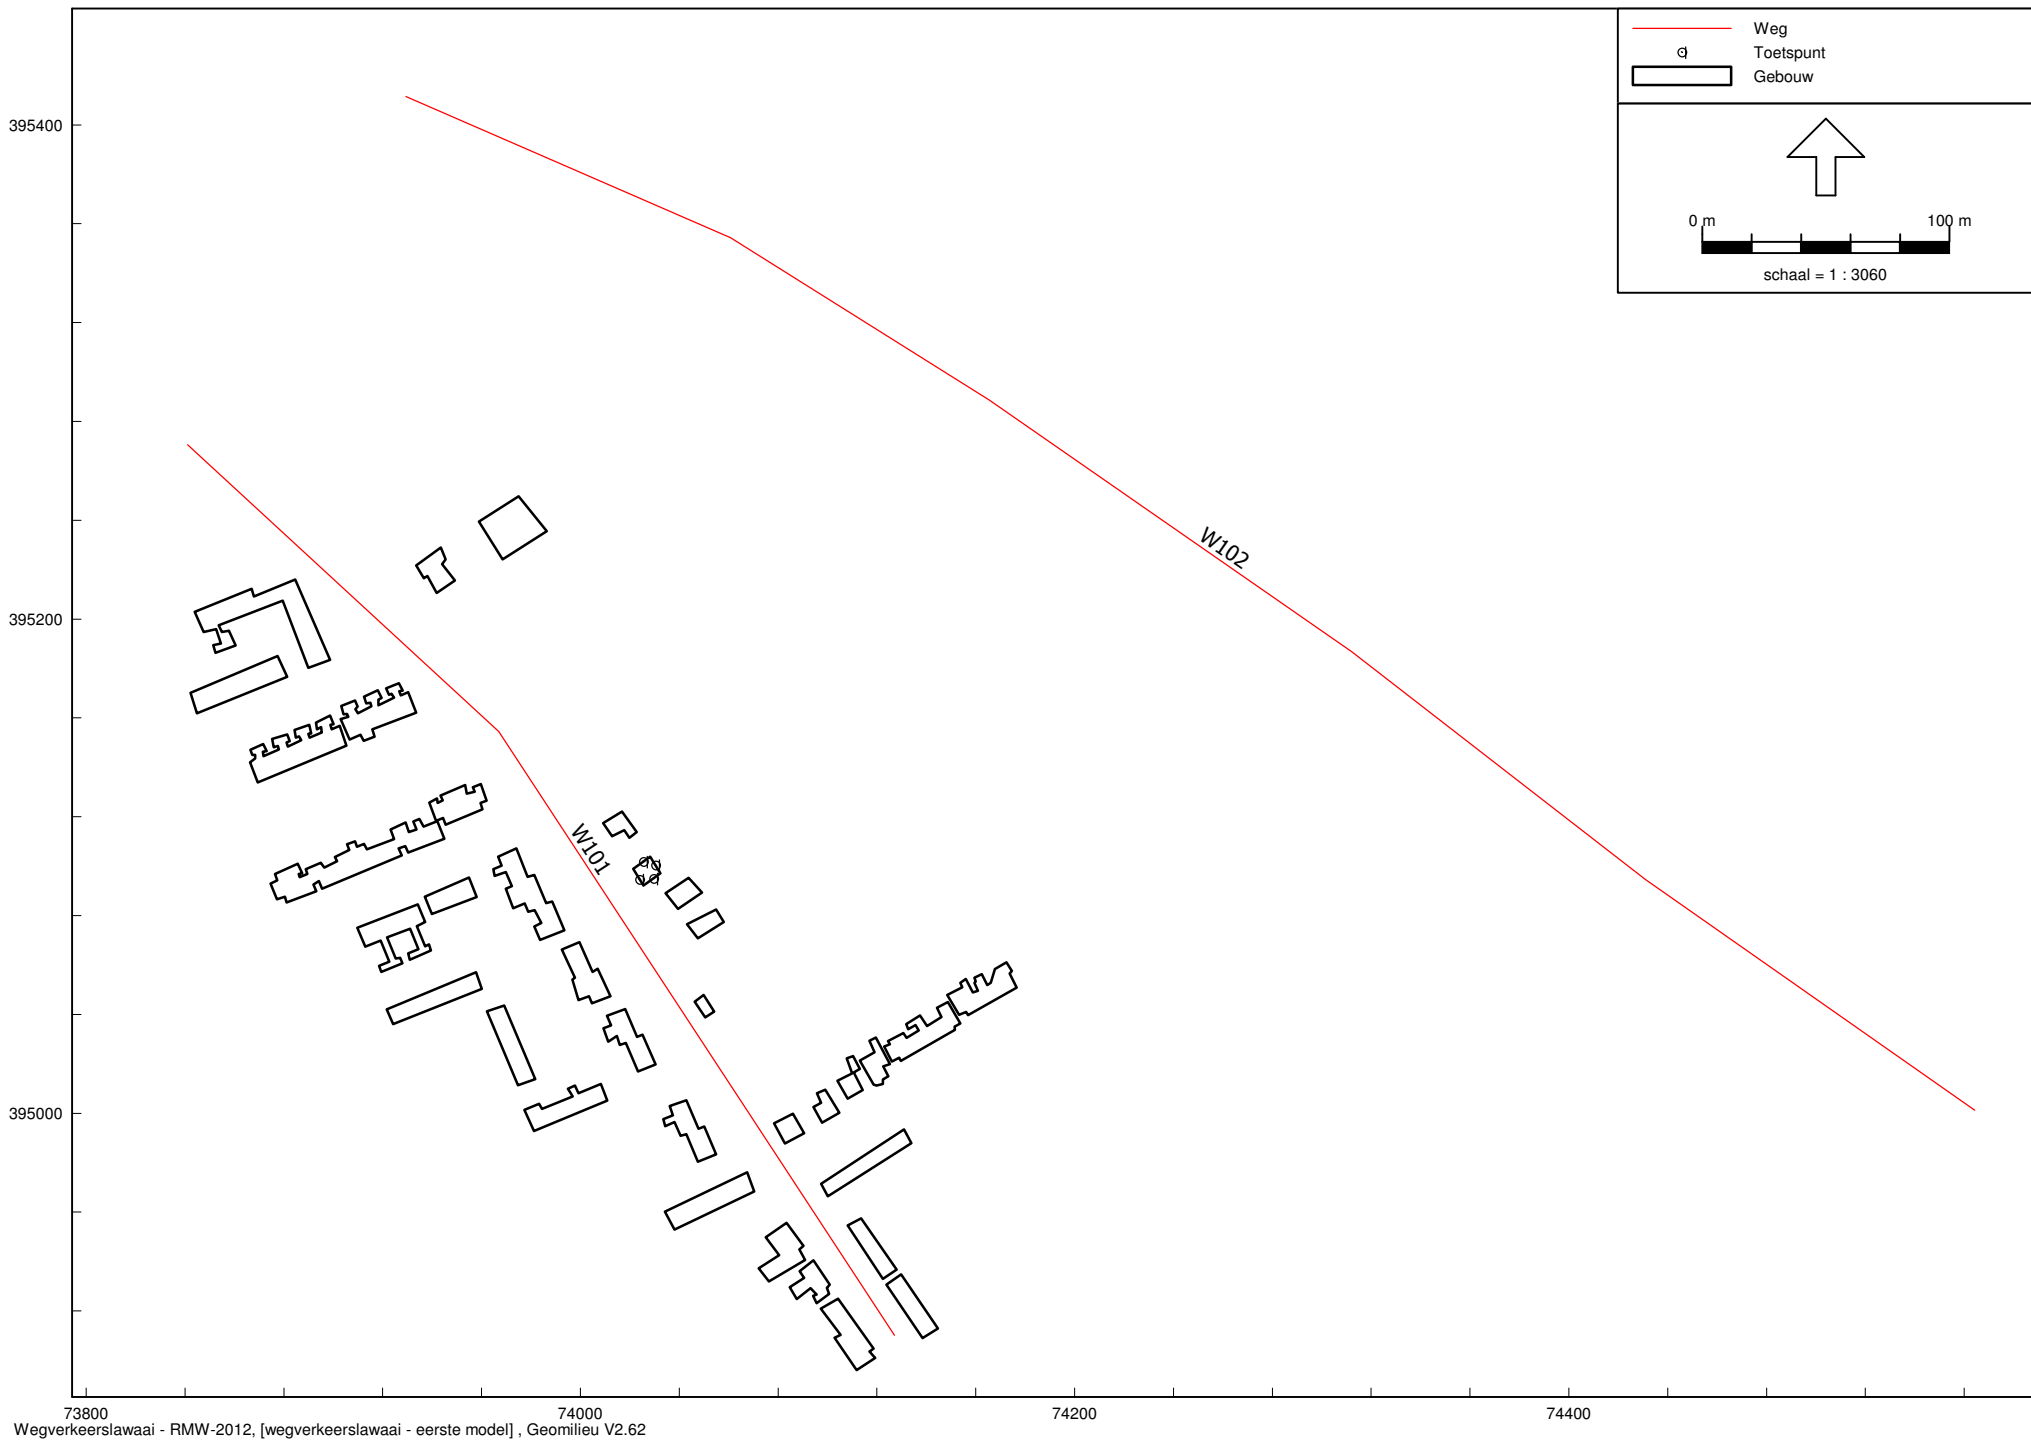 Weg
Toetspunt
Gebouw
0 m 100 m
schaal = 1 : 3060
395400
395200
395000
W102
W101
73800 74000 74200 74400
Wegverkeerslawaai - RMW-2012, [wegverkeerslawaai - eerste model] , Geomilieu V2.62